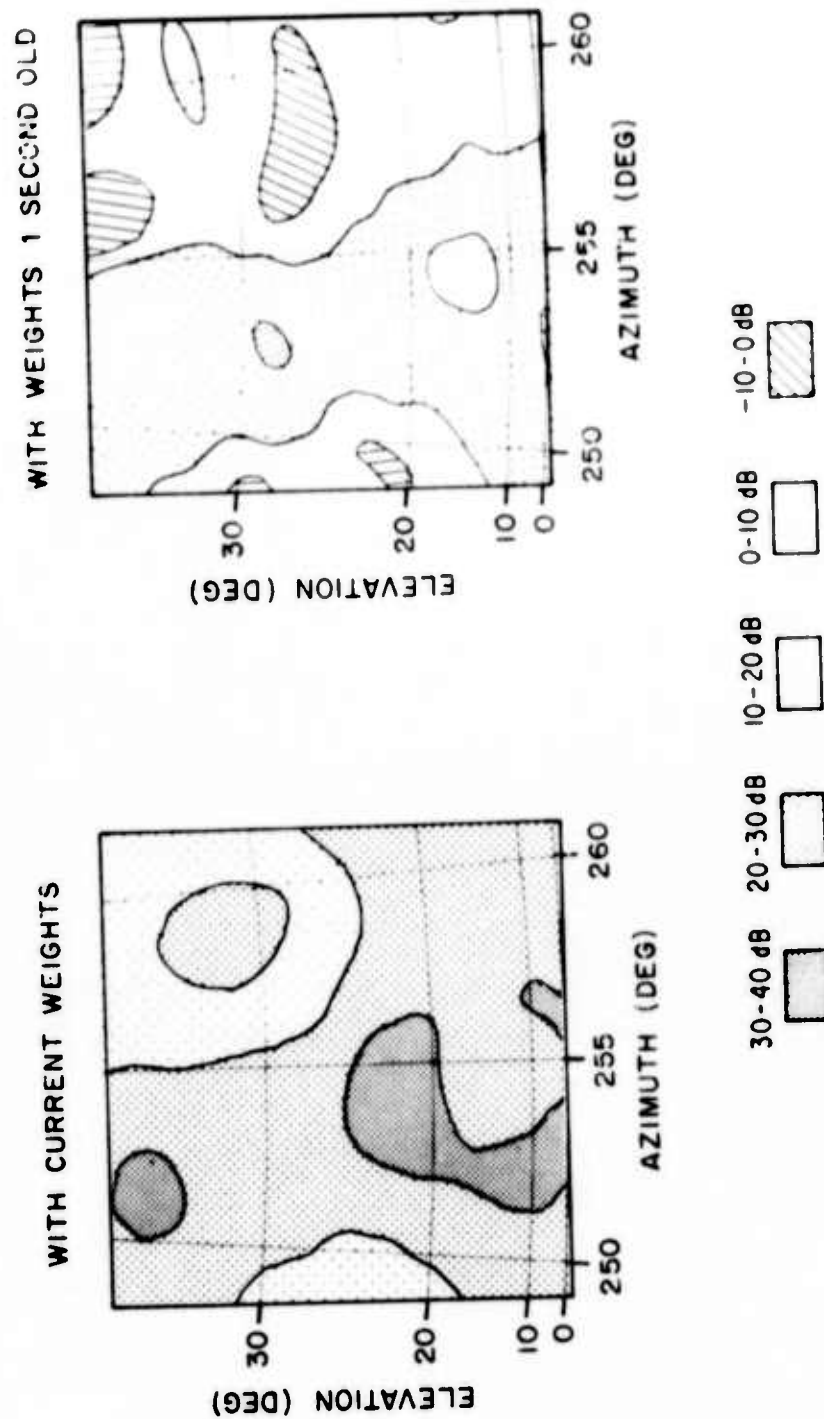 WITH CURRENT WEIGHTS
ELEVATION (DEG)
30
20
10
0
250
255
260
AZIMUTH (DEG)
WITH WEIGHTS 1 SECOND OLD
ELEVATION (DEG)
30
20
10
0
250
255
260
AZIMUTH (DEG)
30-40 dB
20-30 dB
10-20 dB
0-10 dB
-10-0 dB